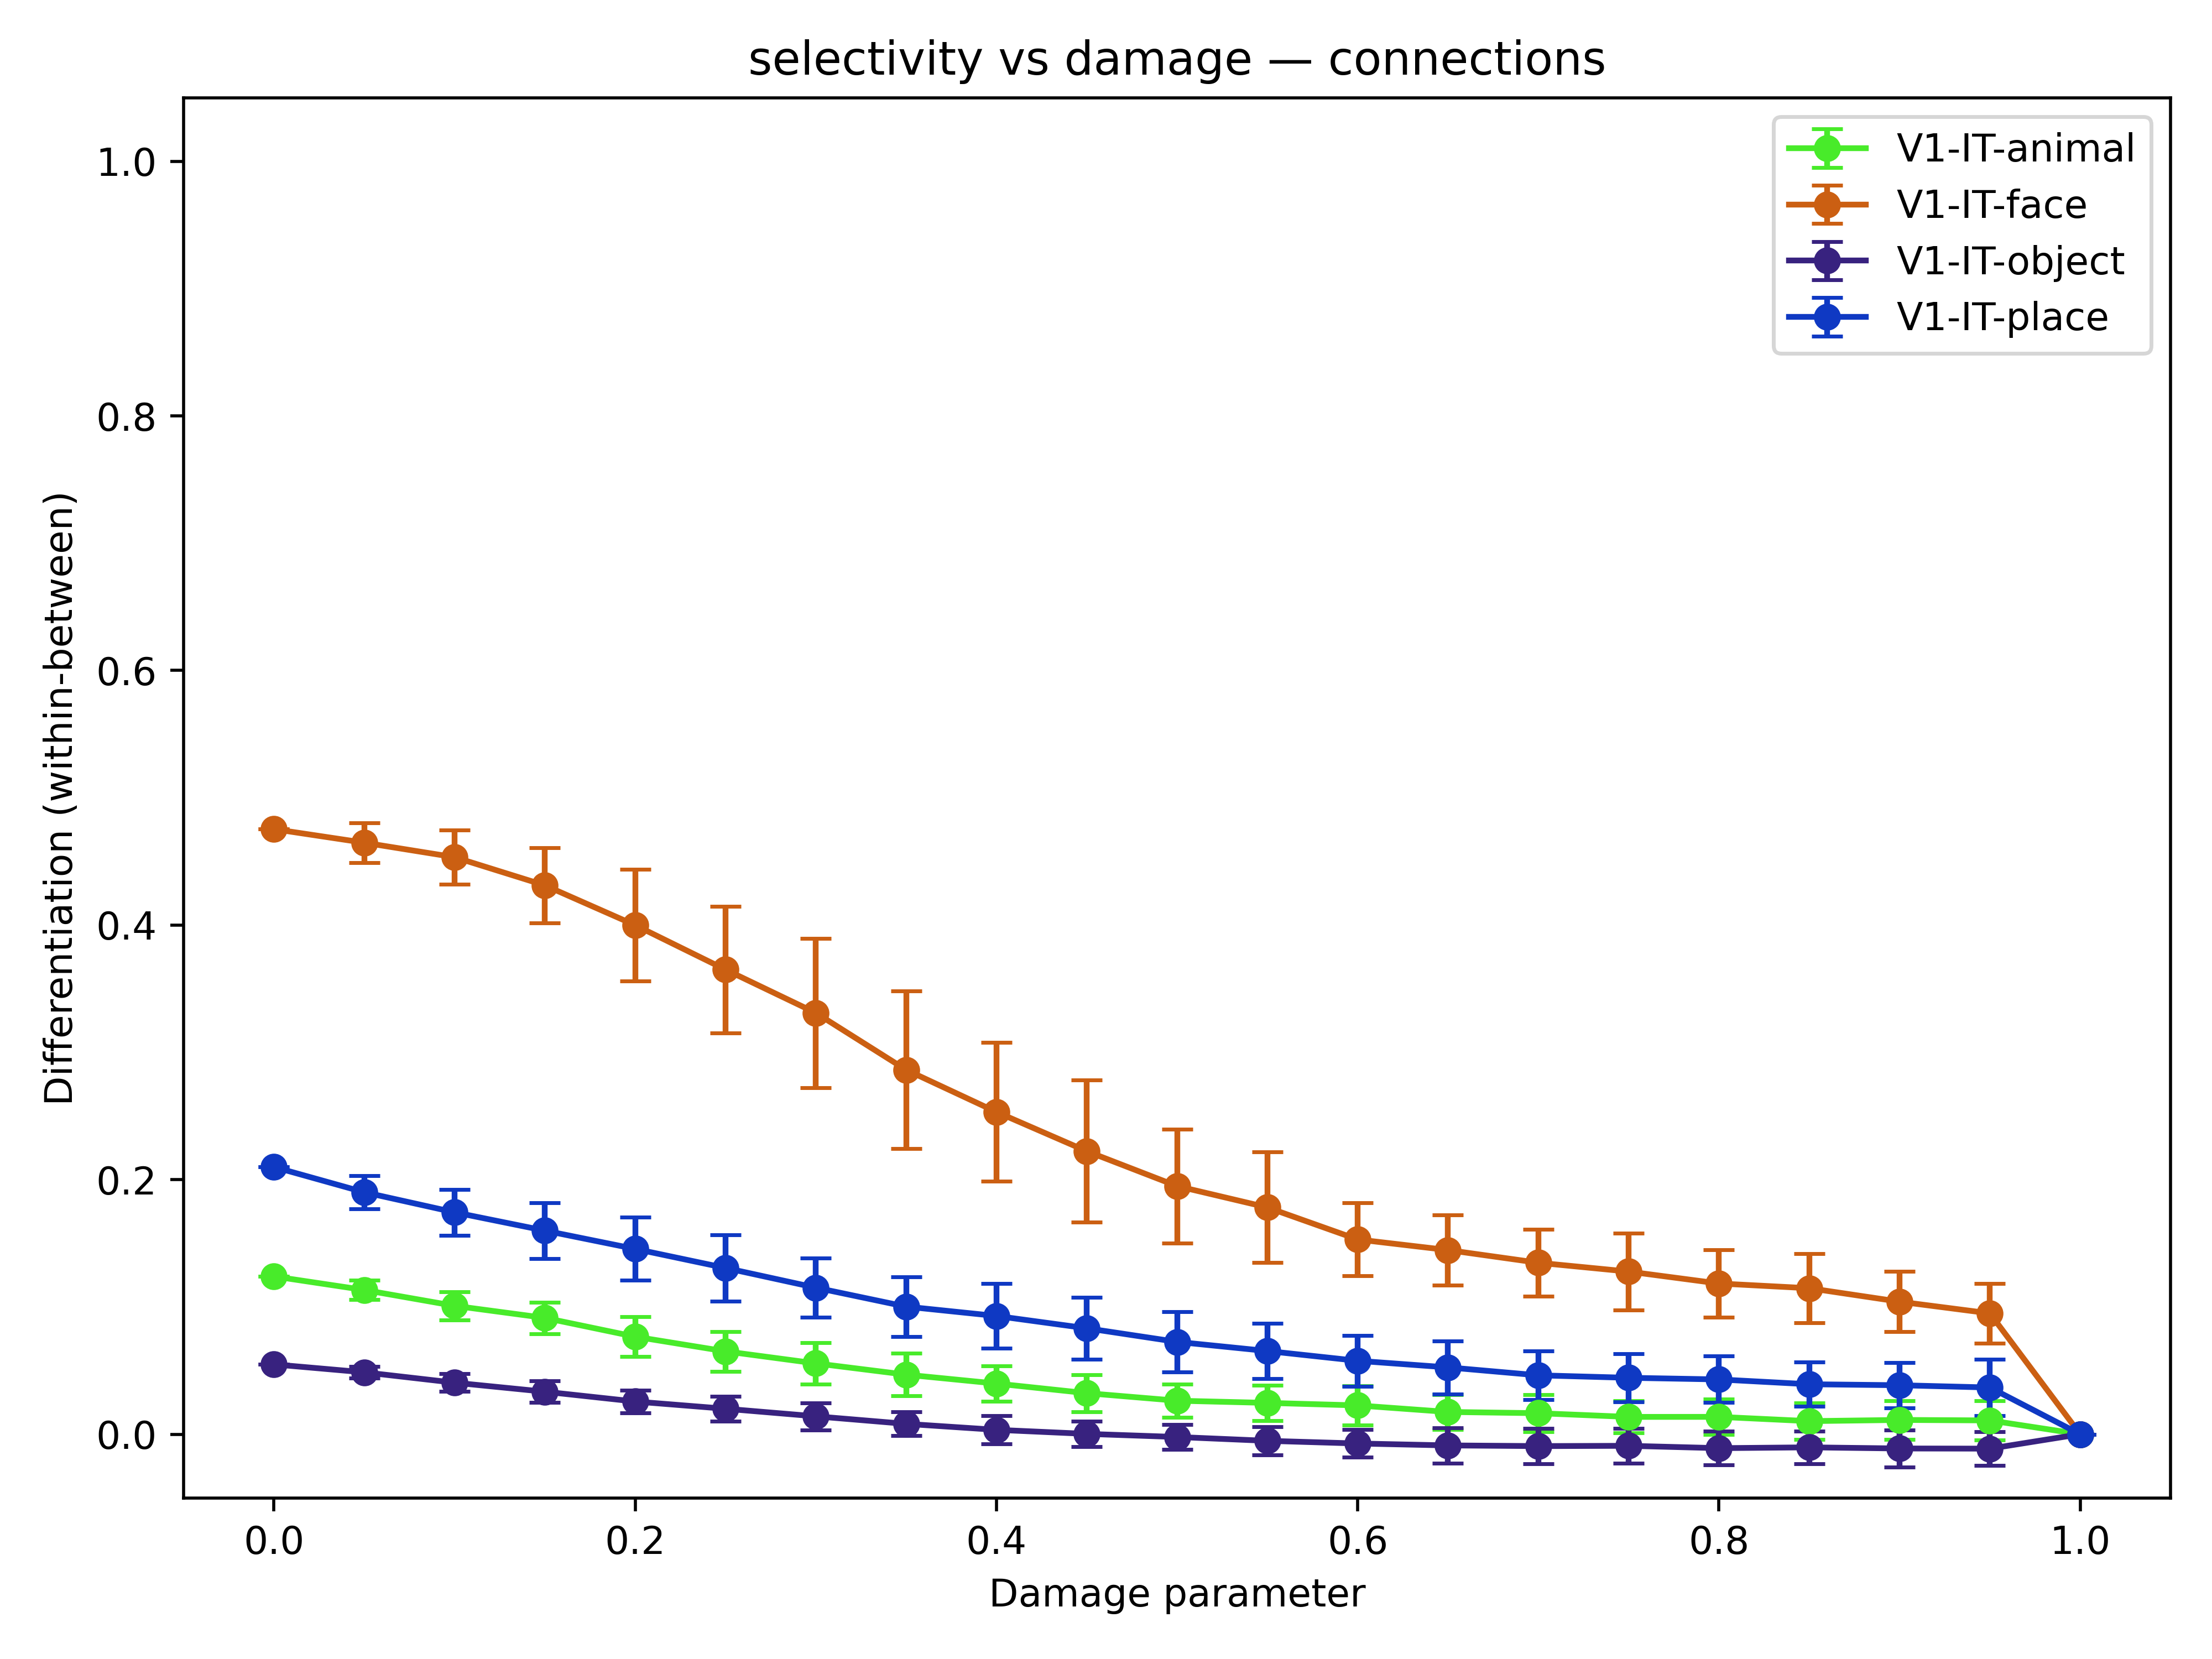 selectivity vs damage — connections
V1-IT-animal
V1-IT-face
V1-IT-object
V1-IT-place
Differentiation (within-between)
1.0
0.8
0.6
0.4
0.2
0.0
0.0 0.2 0.4 0.6 0.8 1.0
Damage parameter